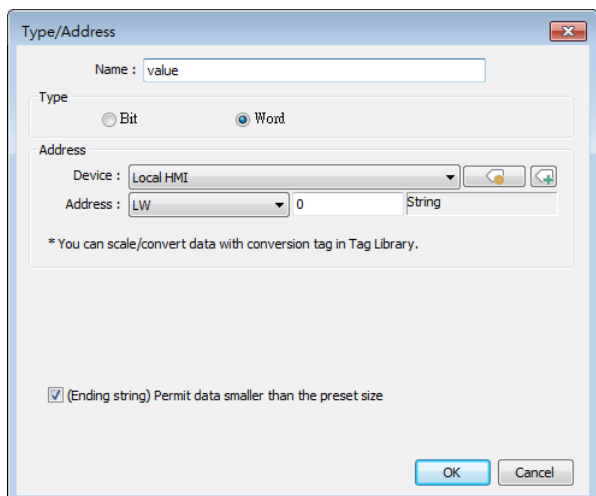 Type/Address
Name : value
Type
Bit Word
Address
Device : Local HMI
Address : LW 0 String
* You can scale/convert data with conversion tag in Tag Library.
(Ending string) Permit data smaller than the preset size
OK Cancel